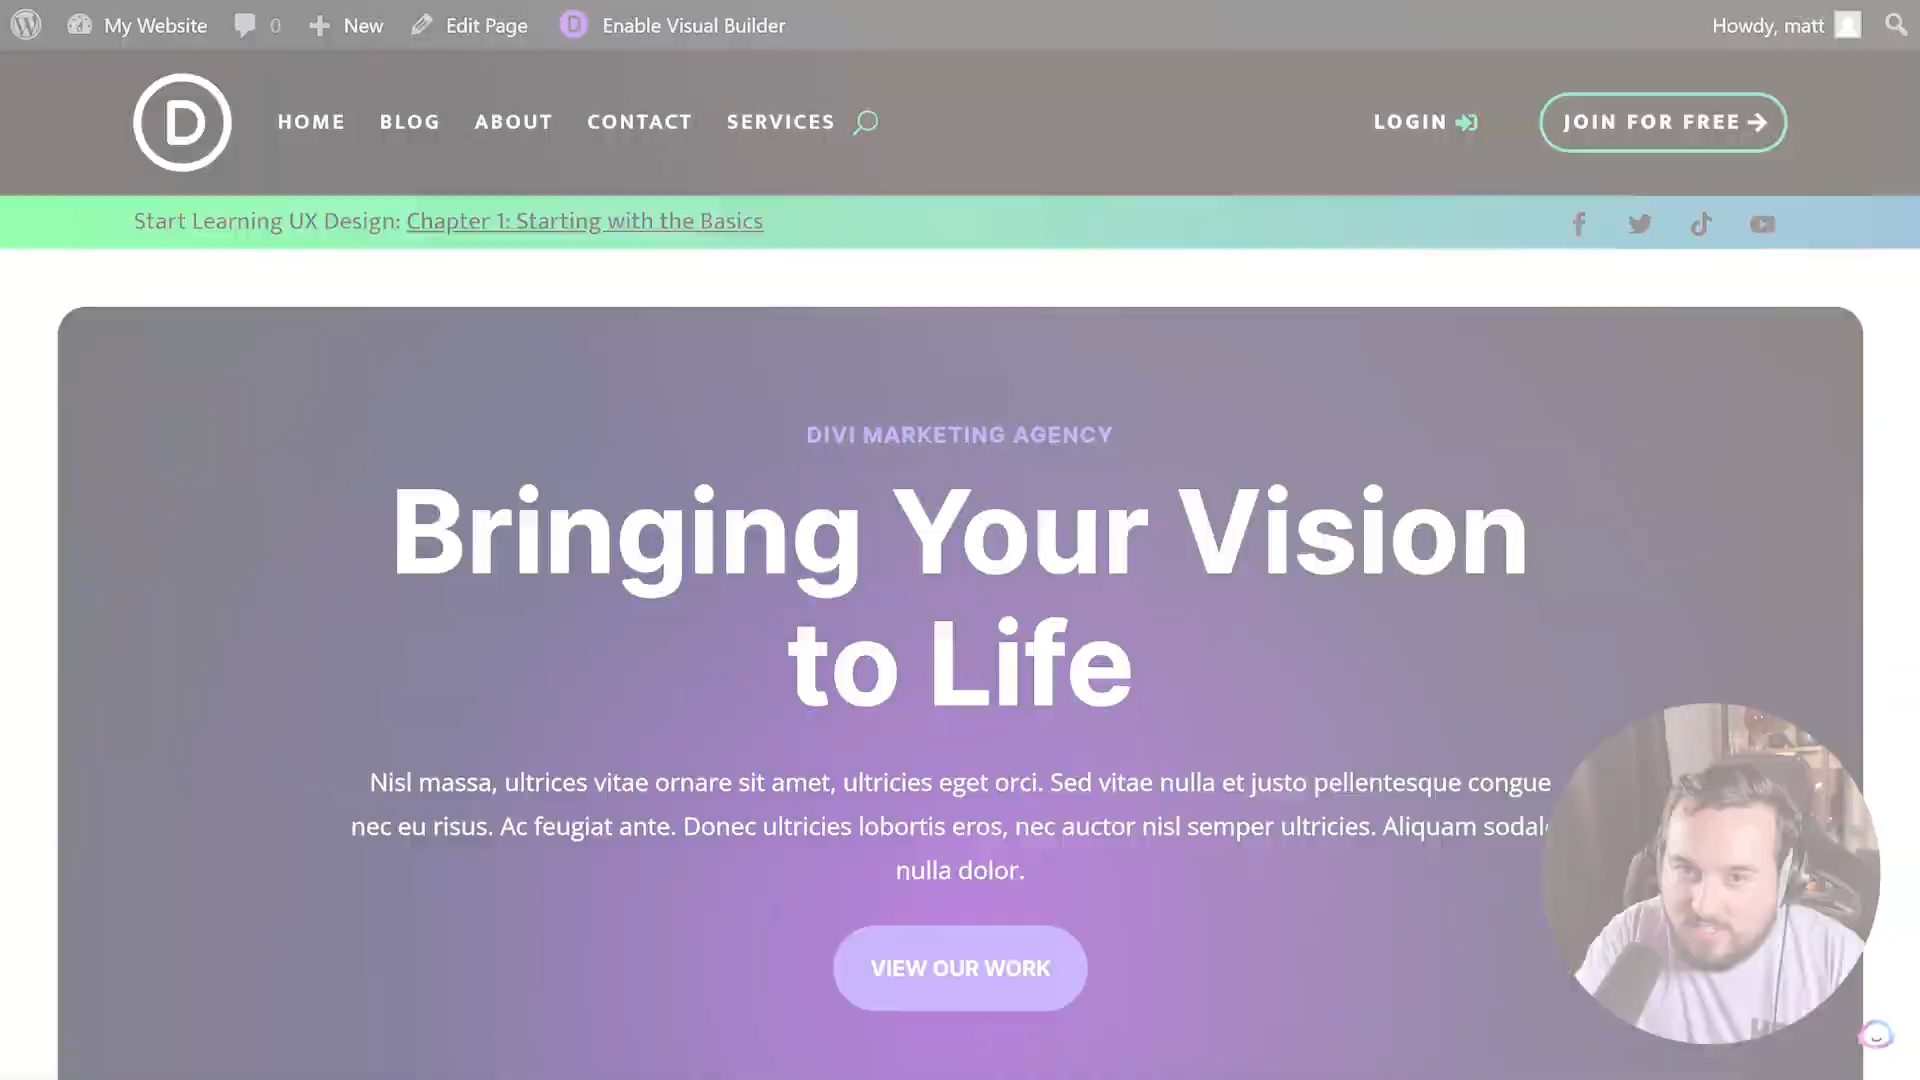 My Website 0 New Edit Page D Enable Visual Builder Howdy, matt
D HOME BLOG ABOUT CONTACT SERVICES LOGIN JOIN FOR FREE
Start Learning UX Design: Chapter 1: Starting with the Basics
DIVI MARKETING AGENCY
Bringing Your Vision
to Life
Nisl massa, ultrices vitae ornare sit amet, ultricies eget orci. Sed vitae nulla et justo pellentesque congue
nec eu risus. Ac feugiat ante. Donec ultricies lobortis eros, nec auctor nisl semper ultricies. Aliquam
nulla dolor.
VIEW OUR WORK